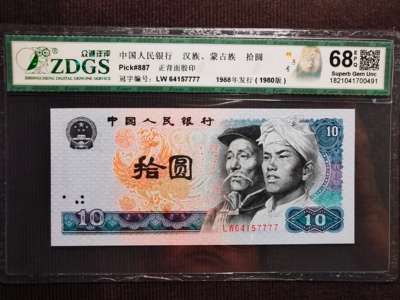 众诚评级
ZDGS
ZHONGCHENG DIGITAL GENUINE SERVICES
中国人民银行 汉族、蒙古族 拾圆
Pick#887 正背面胶印
冠字编号: LW 64157777 1988年发行 (1980版)
68 EPQ
Superb Gem Unc
1821041700491
中国人民银行
10
拾圆
10
10
LW64157777